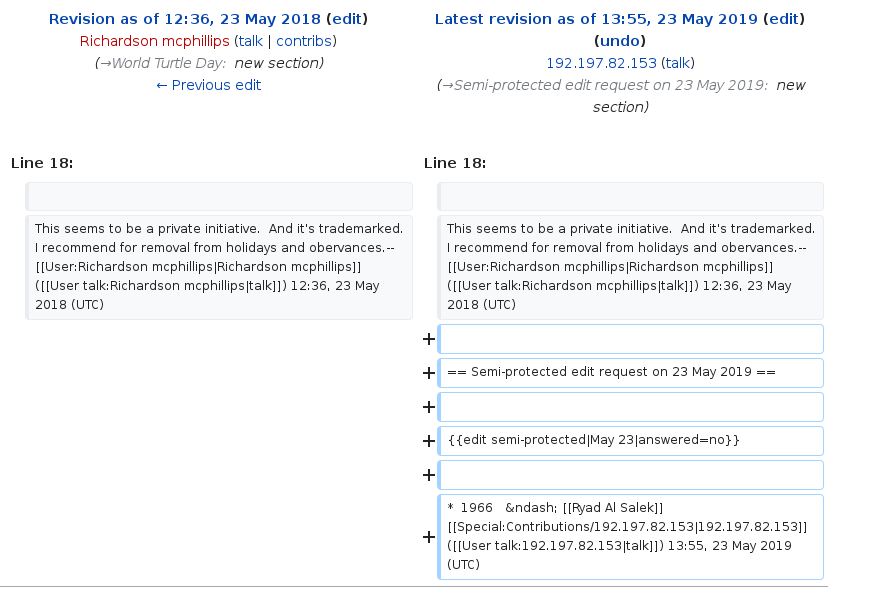 Revision as of 12:36, 23 May 2018 (edit)
Richardson mcphillips (talk | contribs)
(→World Turtle Day: new section)
← Previous edit
Latest revision as of 13:55, 23 May 2019 (edit)
(undo)
192.197.82.153 (talk)
(→Semi-protected edit request on 23 May 2019: new
section)
Line 18:
Line 18:
This seems to be a private initiative.  And it's trademarked.
I recommend for removal from holidays and obervances.--
[[User:Richardson mcphillips|Richardson mcphillips]]
([[User talk:Richardson mcphillips|talk]]) 12:36, 23 May
2018 (UTC)
This seems to be a private initiative.  And it's trademarked.
I recommend for removal from holidays and obervances.--
[[User:Richardson mcphillips|Richardson mcphillips]]
([[User talk:Richardson mcphillips|talk]]) 12:36, 23 May
2018 (UTC)
+
+ == Semi-protected edit request on 23 May 2019 ==
+
+ {{edit semi-protected|May 23|answered=no}}
+
+ *  1966   &ndash; [[Ryad Al Salek]]
[[Special:Contributions/192.197.82.153|192.197.82.153]]
([[User talk:192.197.82.153|talk]]) 13:55, 23 May 2019
(UTC)